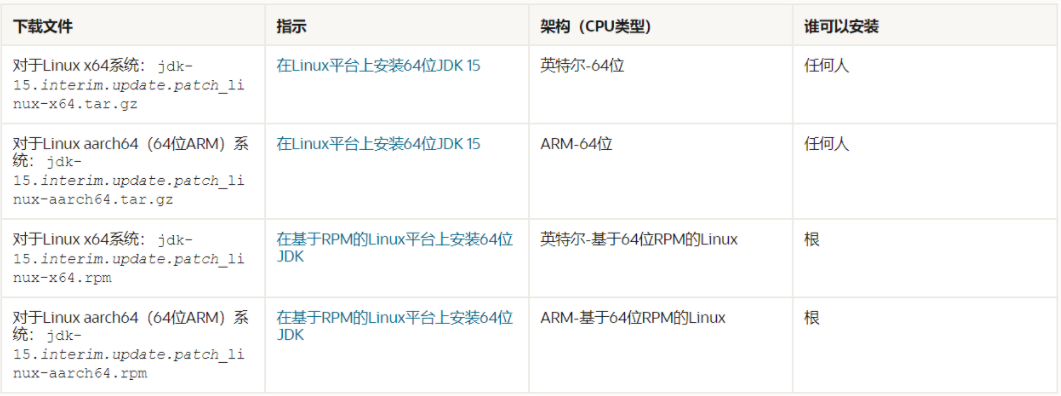 下载文件 指示 架构（CPU类型） 谁可以安装
对于Linux x64系统： jdk-
15.interim.update.patch_li
nux-x64.tar.gz
在Linux平台上安装64位JDK 15
英特尔-64位
任何人
对于Linux aarch64（64位ARM）系
统： jdk-
15.interim.update.patch_li
nux-aarch64.tar.gz
在Linux平台上安装64位JDK 15
ARM-64位
任何人
对于Linux x64系统： jdk-
15.interim.update.patch_li
nux-x64.rpm
在基于RPM的Linux平台上安装64位
JDK
英特尔-基于64位RPM的Linux
根
对于Linux aarch64（64位ARM）系
统： jdk-
15.interim.update.patch_li
nux-aarch64.rpm
在基于RPM的Linux平台上安装64位
JDK
ARM-基于64位RPM的Linux
根